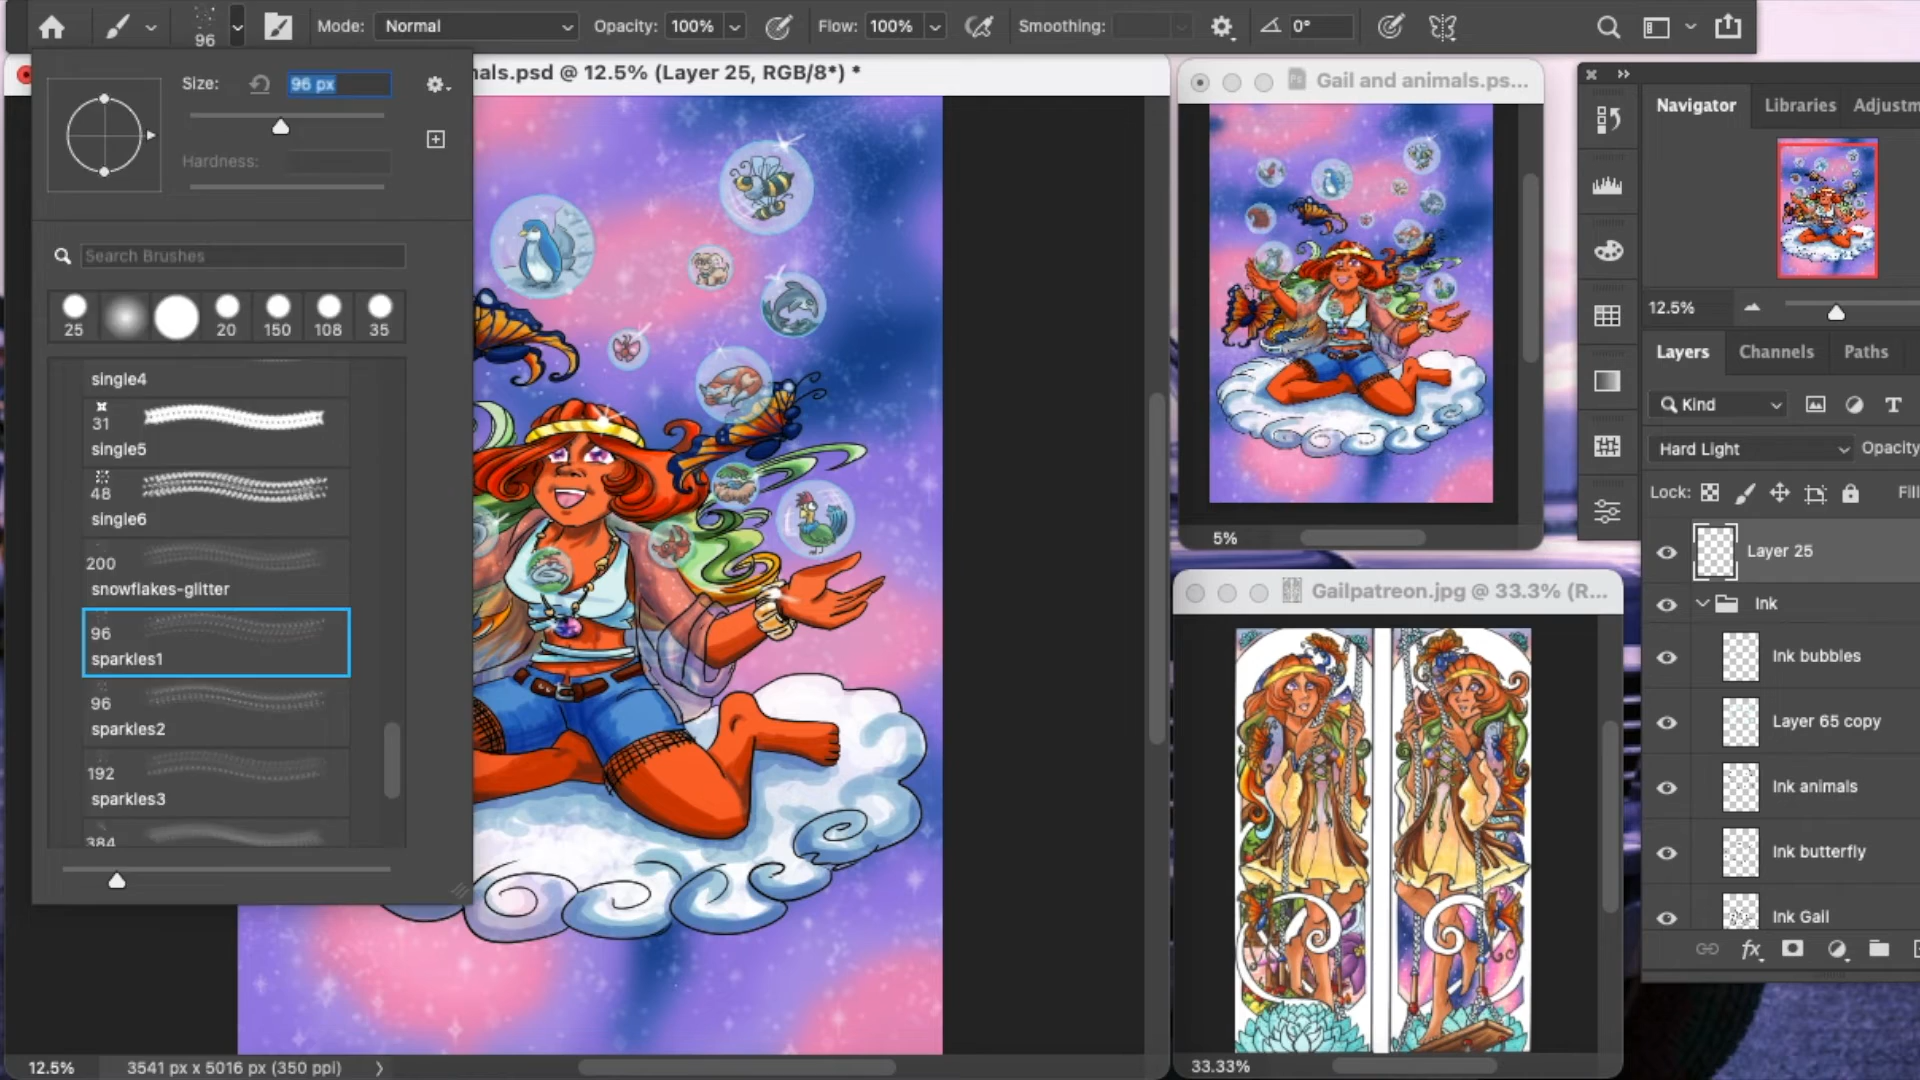 96
Mode:
Normal
Opacity:
100%
Flow:
100%
Smoothing:
0°
Size:
96 px
Hardness:
Search Brushes
25
20
150
108
35
single4
31
single5
48
single6
200
snowflakes-glitter
96
sparkles1
96
sparkles2
192
sparkles3
384
nals.psd @ 12.5% (Layer 25, RGB/8*) *
12.5%
3541 px x 5016 px (350 ppi)
Gail and animals.ps...
5%
Gailpatreon.jpg @ 33.3% (R...
33.33%
Navigator
Libraries
Adjustm
12.5%
Layers
Channels
Paths
Kind
Hard Light
Opacity
Lock:
Fill
Layer 25
Ink
Ink bubbles
Layer 65 copy
Ink animals
Ink butterfly
Ink Gail
fx